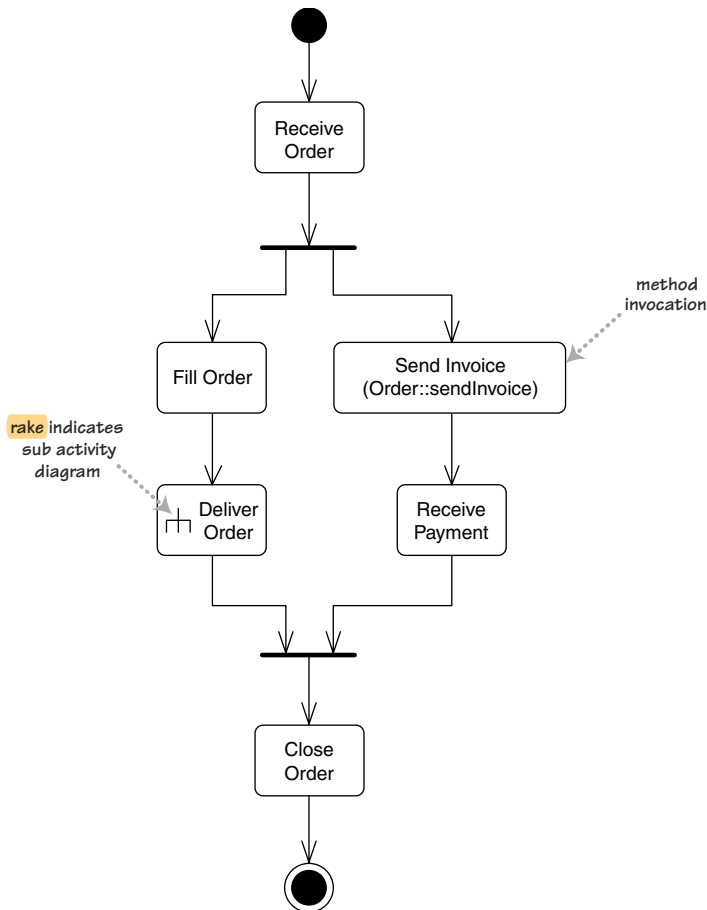 Receive
Order
method
invocation
Fill Order
Send Invoice
(Order::sendInvoice)
rake indicates
sub activity
diagram
Deliver
Order
Receive
Payment
Close
Order